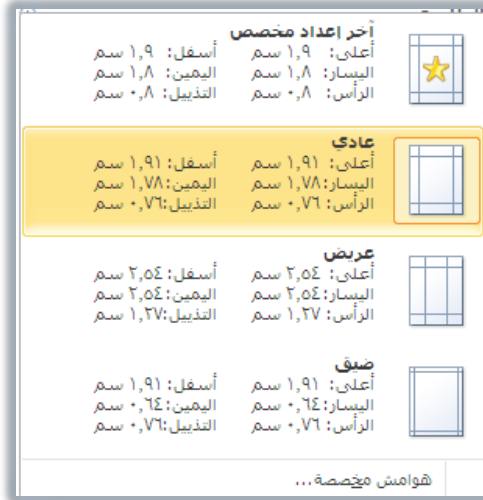 آخر إعداد مخصص
أعلى: ١,٩ سم أسفل: ١,٩ سم
اليسار: ١,٨ سم اليمين: ١,٨ سم
الرأس: ٠,٨ سم التذييل: ٠,٨ سم
عادي
أعلى: ١,٩١ سم أسفل: ١,٩١ سم
اليسار: ١,٧٨ سم اليمين: ١,٧٨ سم
الرأس: ٠,٧٦ سم التذييل: ٠,٧٦ سم
عريض
أعلى: ٢,٥٤ سم أسفل: ٢,٥٤ سم
اليسار: ٢,٥٤ سم اليمين: ٢,٥٤ سم
الرأس: ١,٢٧ سم التذييل: ١,٢٧ سم
ضيق
أعلى: ١,٩١ سم أسفل: ١,٩١ سم
اليسار: ٠,٦٤ سم اليمين: ٠,٦٤ سم
الرأس: ٠,٧٦ سم التذييل: ٠,٧٦ سم
هوامش مخصصة...